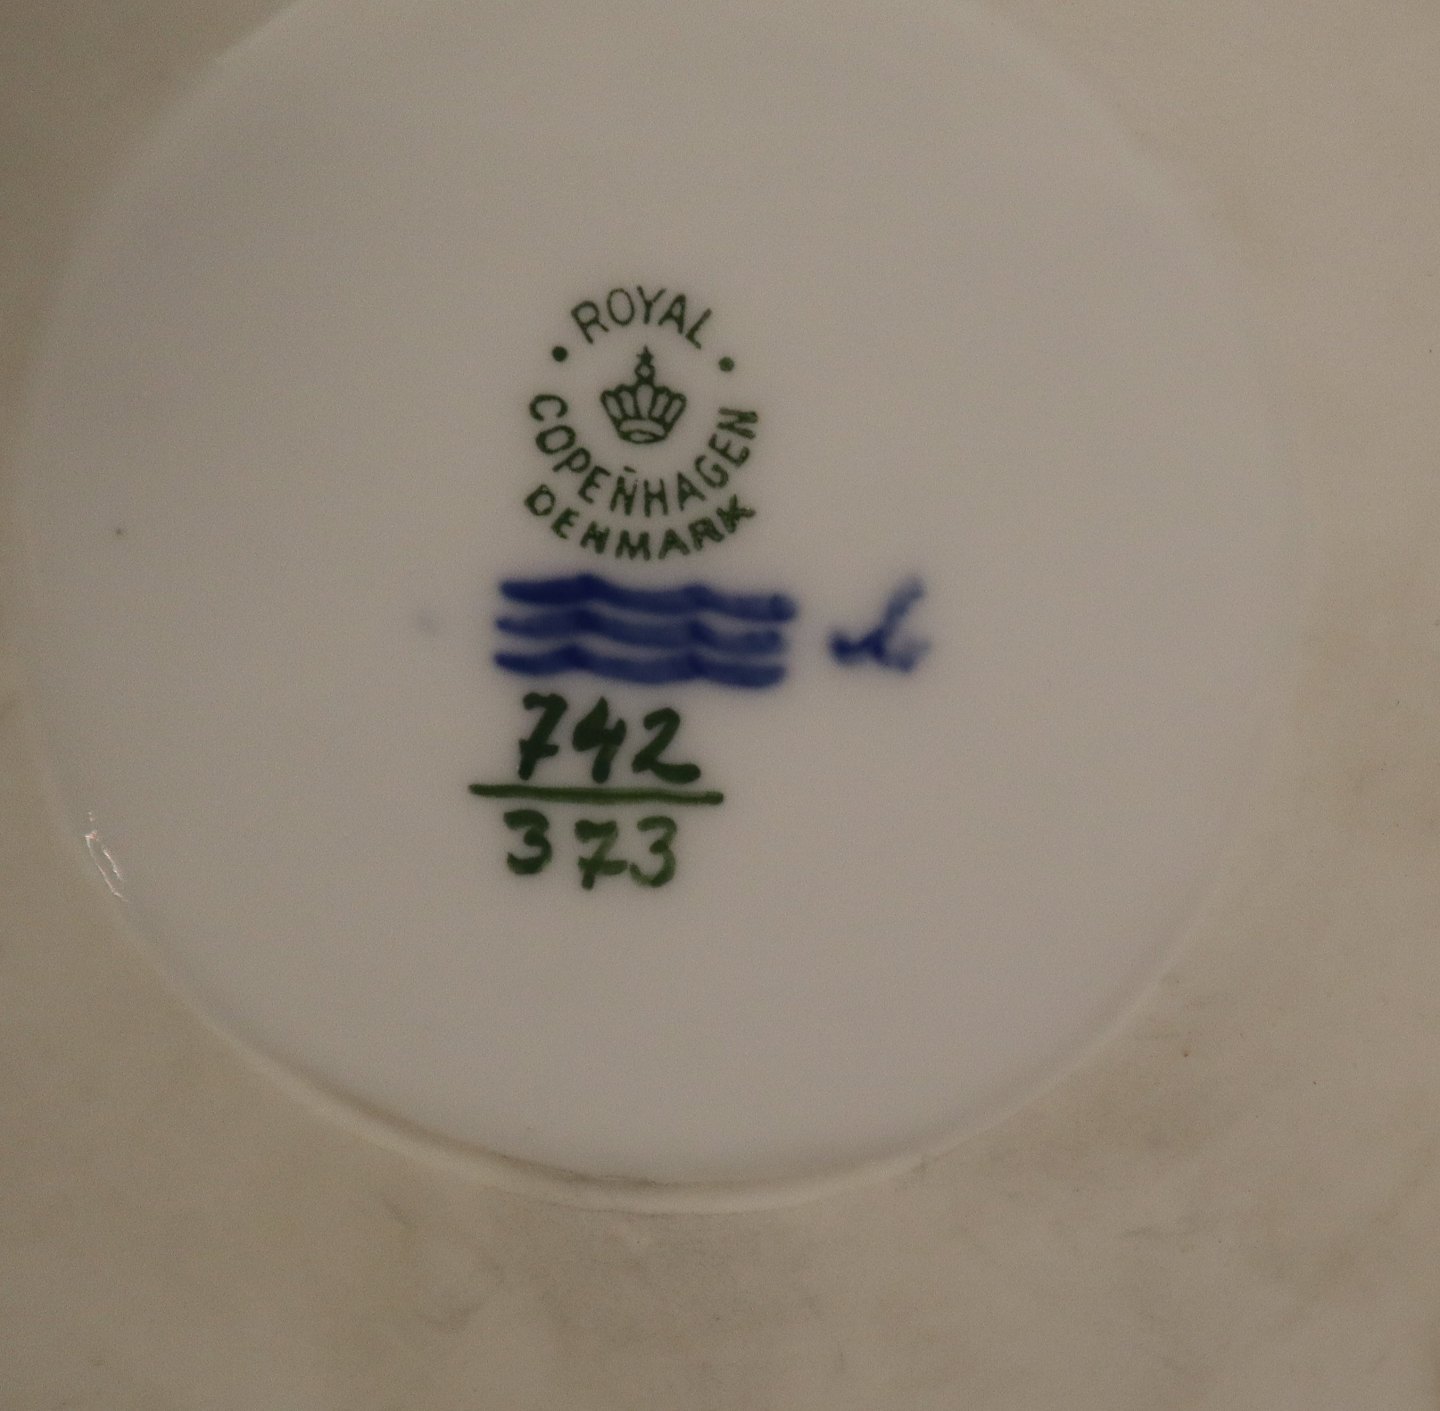 ROYAL
COPENHAGEN
DENMARK
742
373